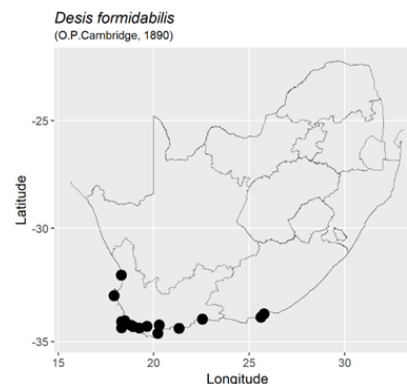 Desis formidabilis
(O.P.Cambridge, 1890)
-25
-30
-35
15
20
25
30
Latitude
Longitude